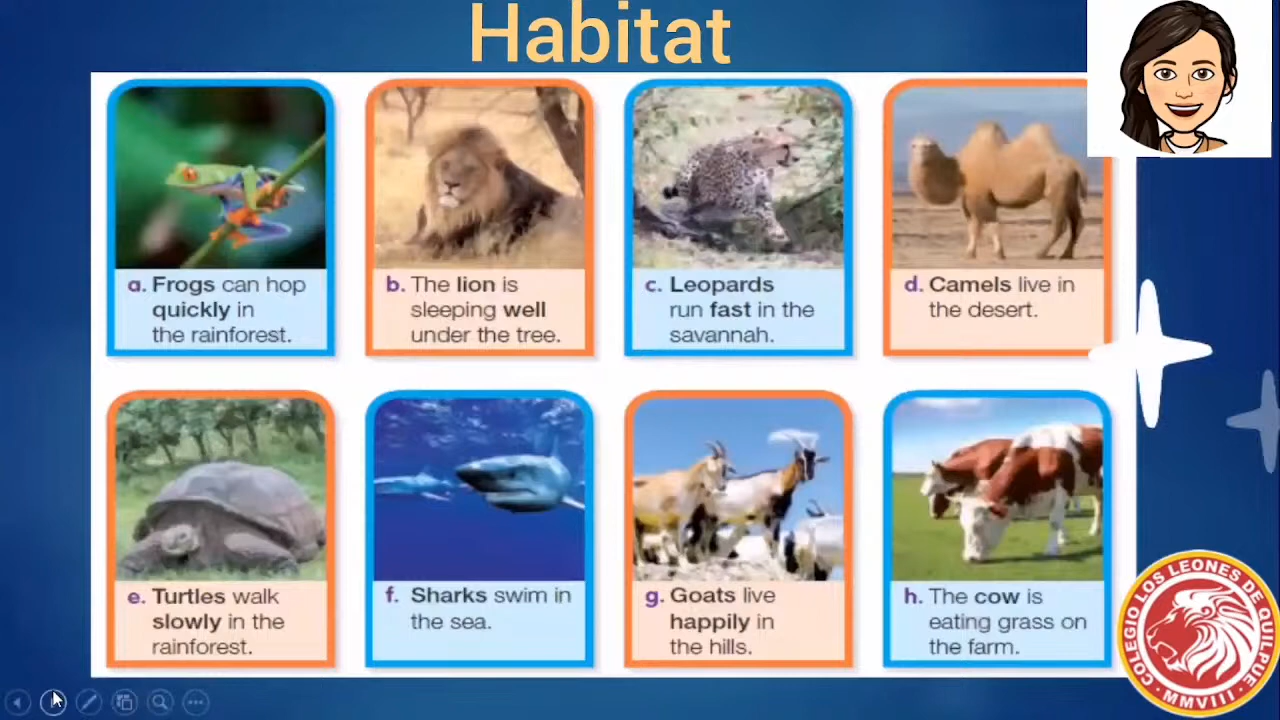 Habitat
a. Frogs can hop
quickly in
the rainforest.
b. The lion is
sleeping well
under the tree.
c. Leopards
run fast in the
savannah.
d. Camels live in
the desert.
e. Turtles walk
slowly in the
rainforest.
f. Sharks swim in
the sea.
g. Goats live
happily in
the hills.
h. The cow is
eating grass on
the farm.
COLEGIO LOS LEONES DE QUILPUE
MMVIII